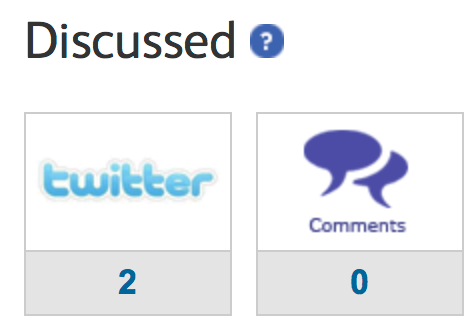 Discussed ?
twitter
Comments
2 0